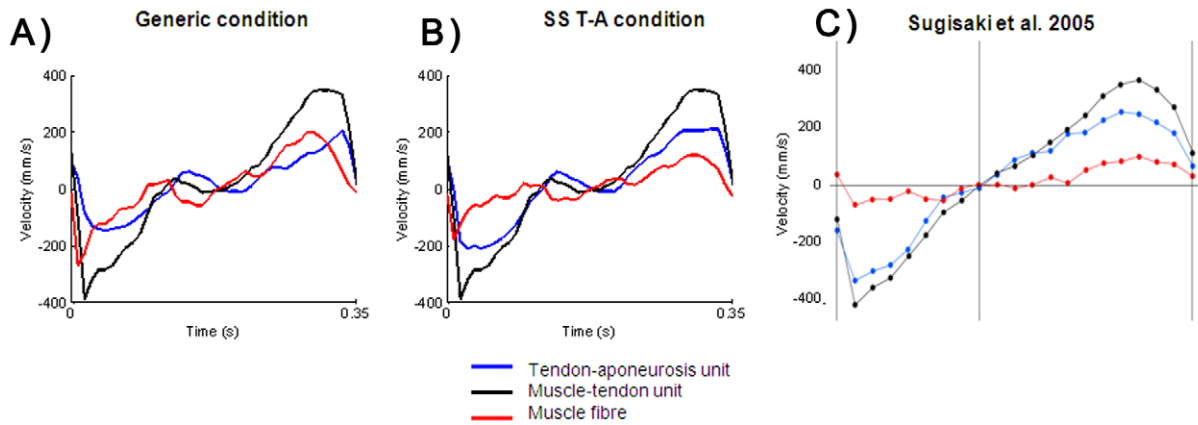 A)
Generic condition
B)
SS T-A condition
C)
Sugisaki et al. 2005
400
200
0
-200
-400
Velocity (mm/s)
0
0.35
Time (s)
400
200
0
-200
-400
Velocity (mm/s)
0
0.35
Time (s)
400
200
0
-200
-400
Velocity (mm/s)
Tendon-aponeurosis unit
Muscle-tendon unit
Muscle fibre